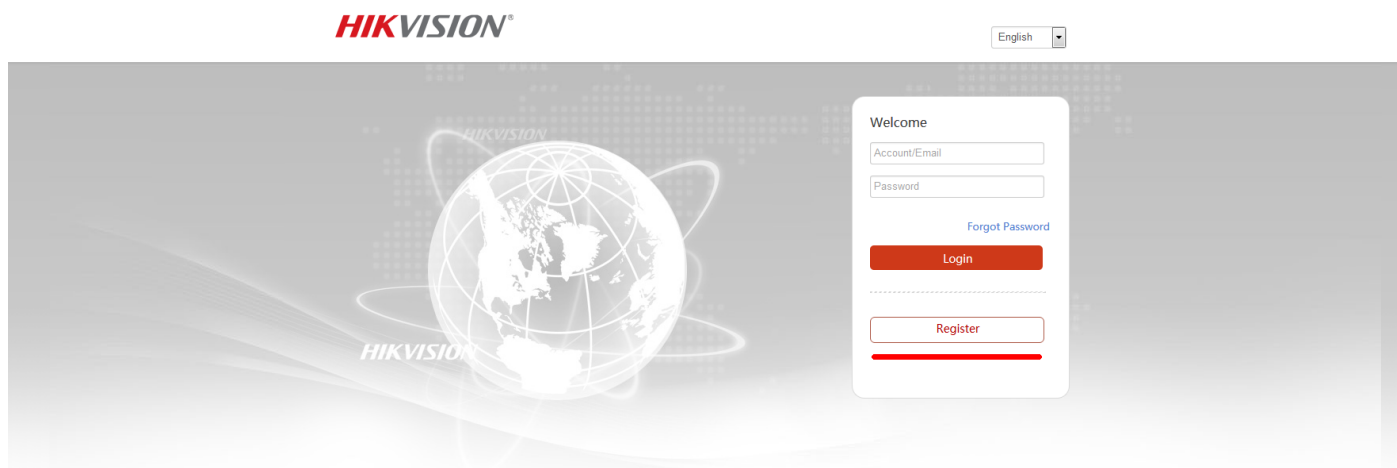 HIKVISION®
English
Welcome
HIKVISION
Account/Email
Password
Forgot Password
Login
Register
HIKVISION